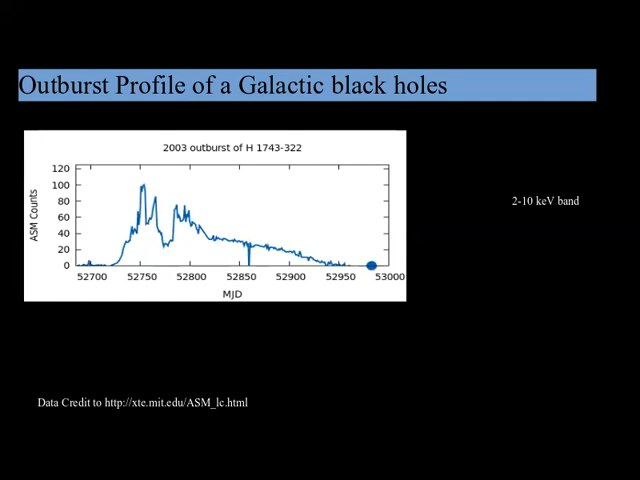 Outburst Profile of a Galactic black holes
2003 outburst of H 1743-322
2-10 keV band
ASM Counts
120
100
80
60
40
20
0
52700 52750 52800 52850 52900 52950 53000
MJD
Data Credit to http://xte.mit.edu/ASM_lc.html